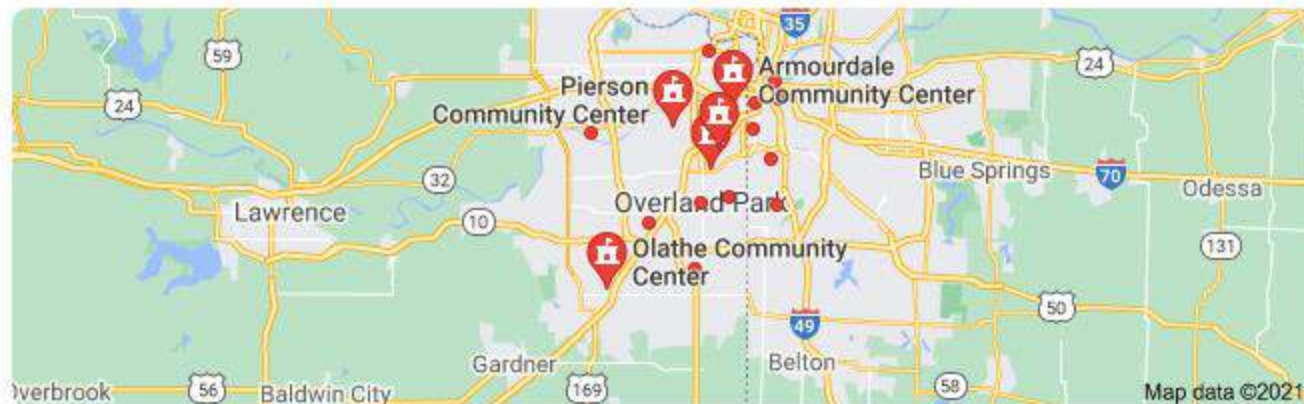 35
59
24
Armourdale
Community Center
Pierson
Community Center
24
32
Blue Springs
70
Odessa
Overland Park
Lawrence
10
Olathe Community
Center
131
50
49
Gardner
Belton
169
58
Overbrook
56
Baldwin City
Map data ©2021